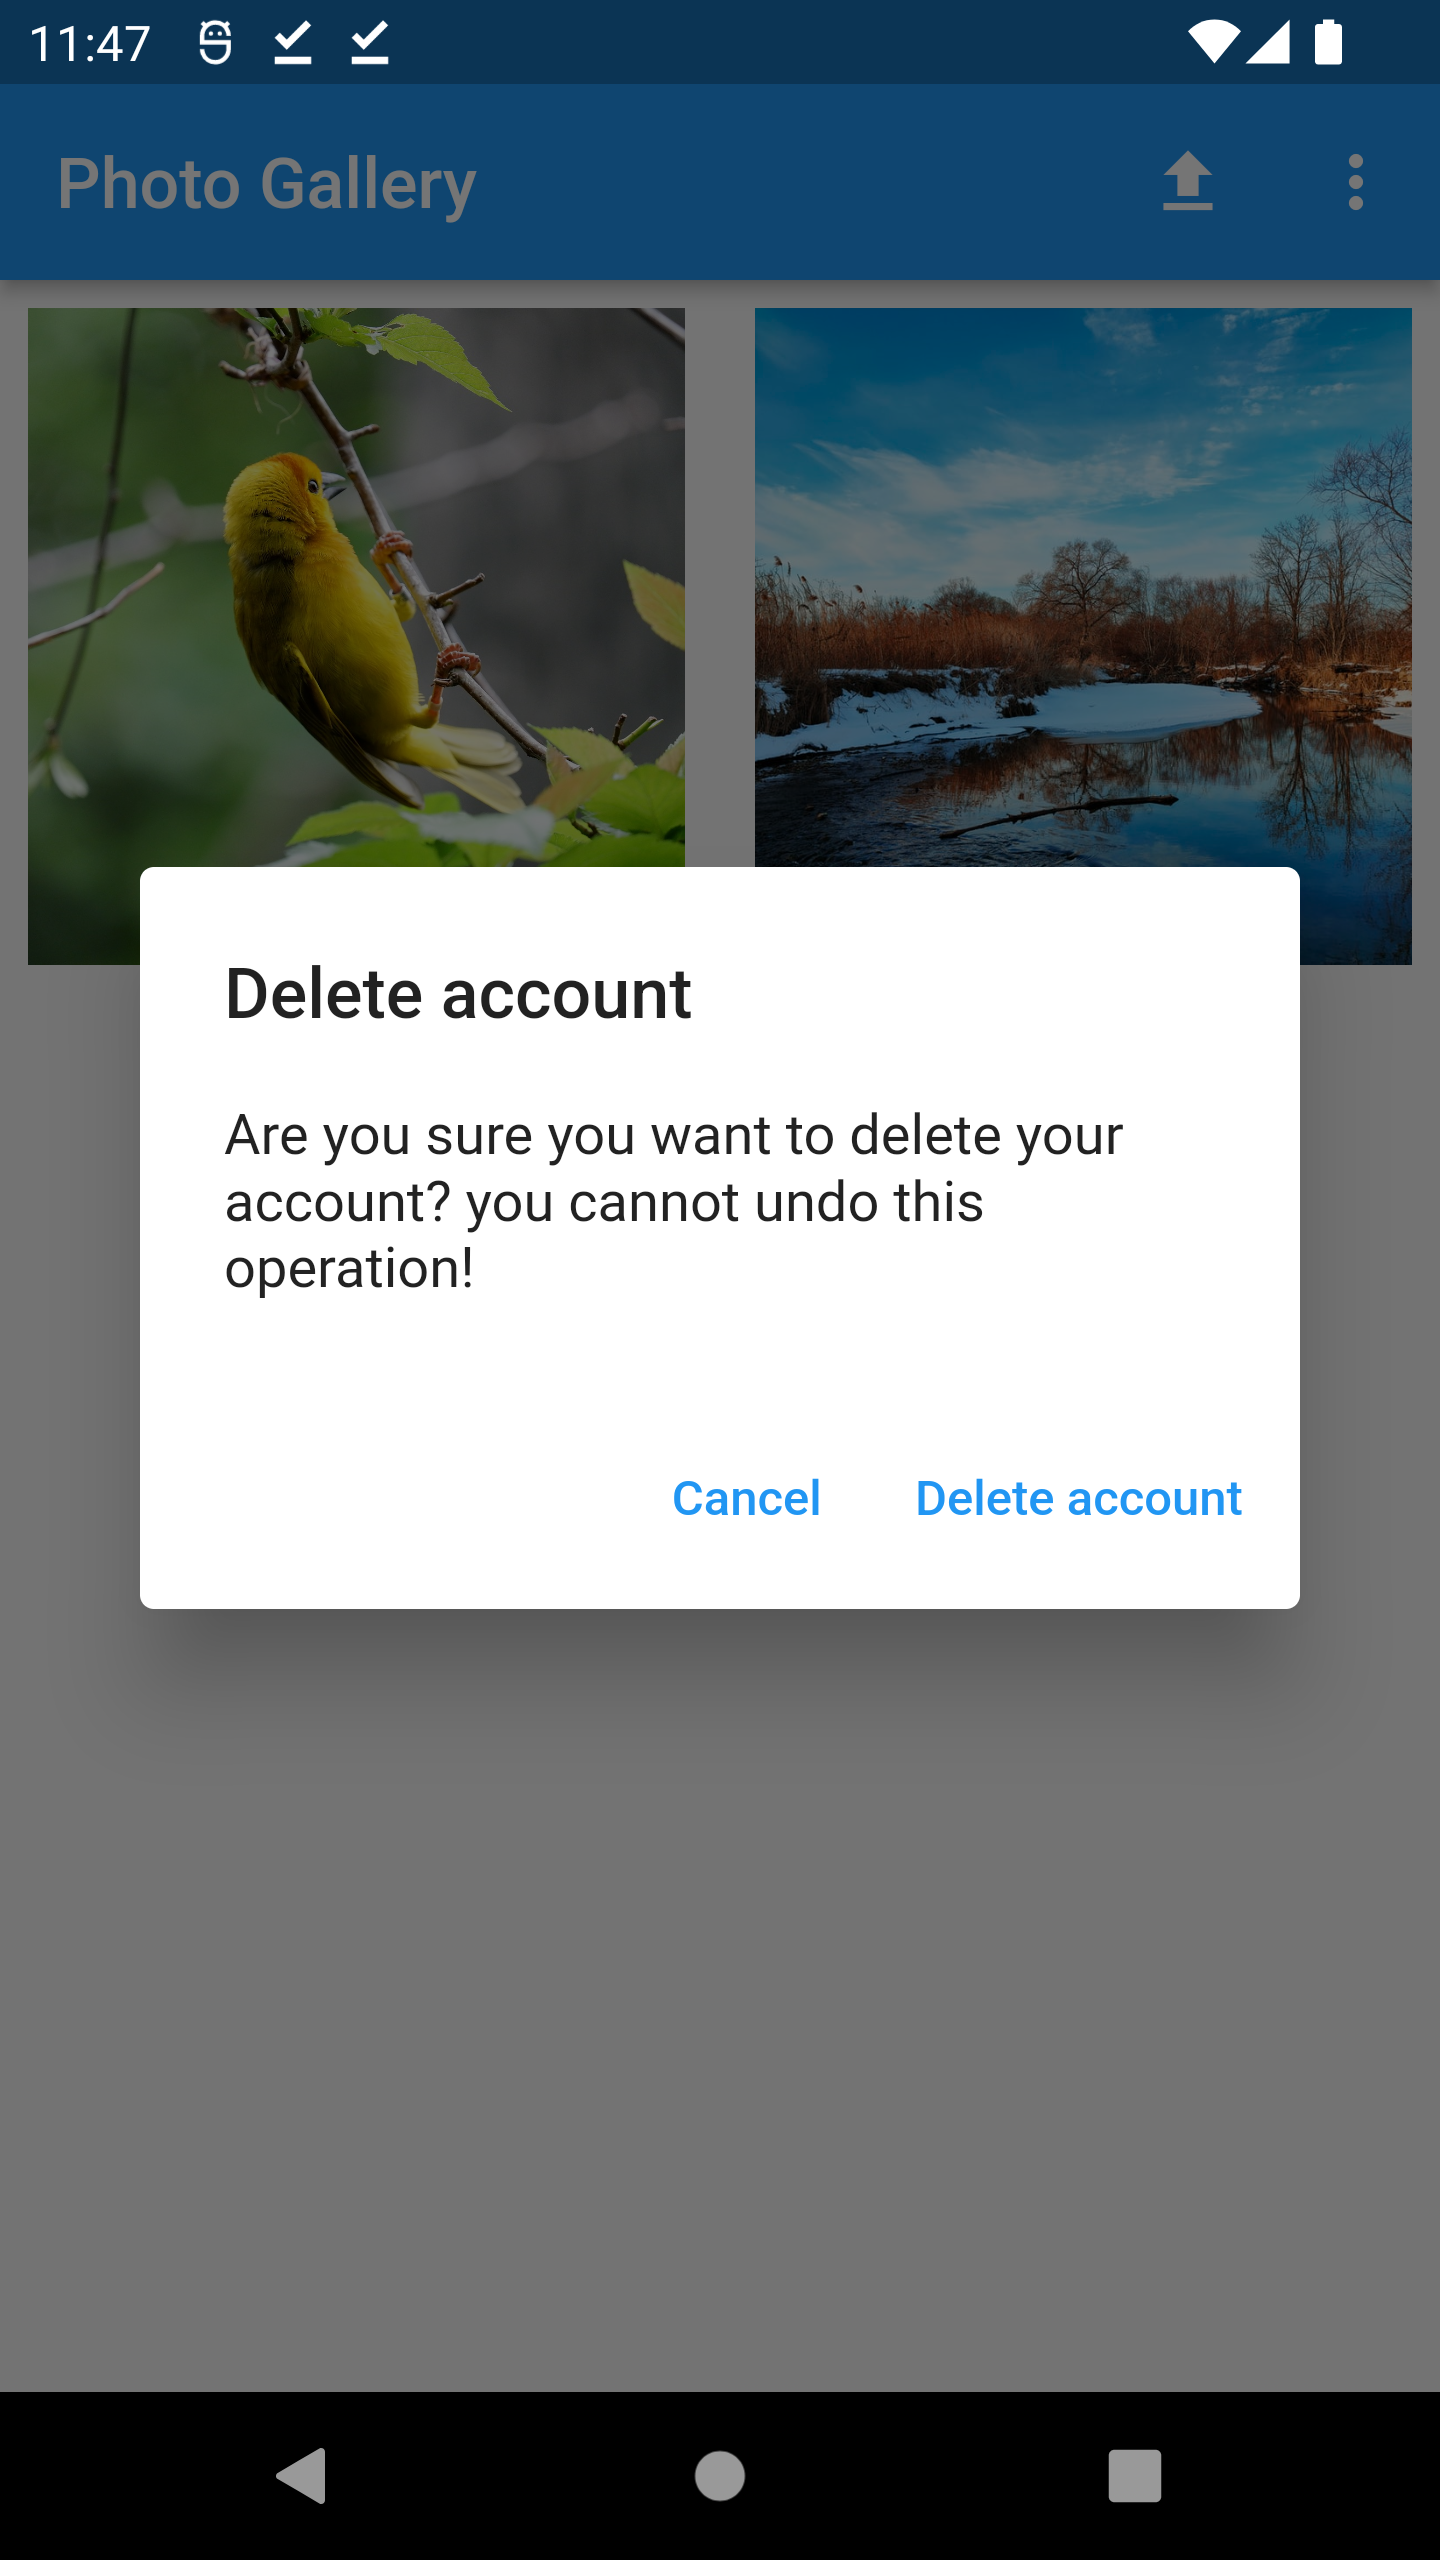 11:47
Photo Gallery
Delete account
Are you sure you want to delete your
account? you cannot undo this
operation!
Cancel Delete account